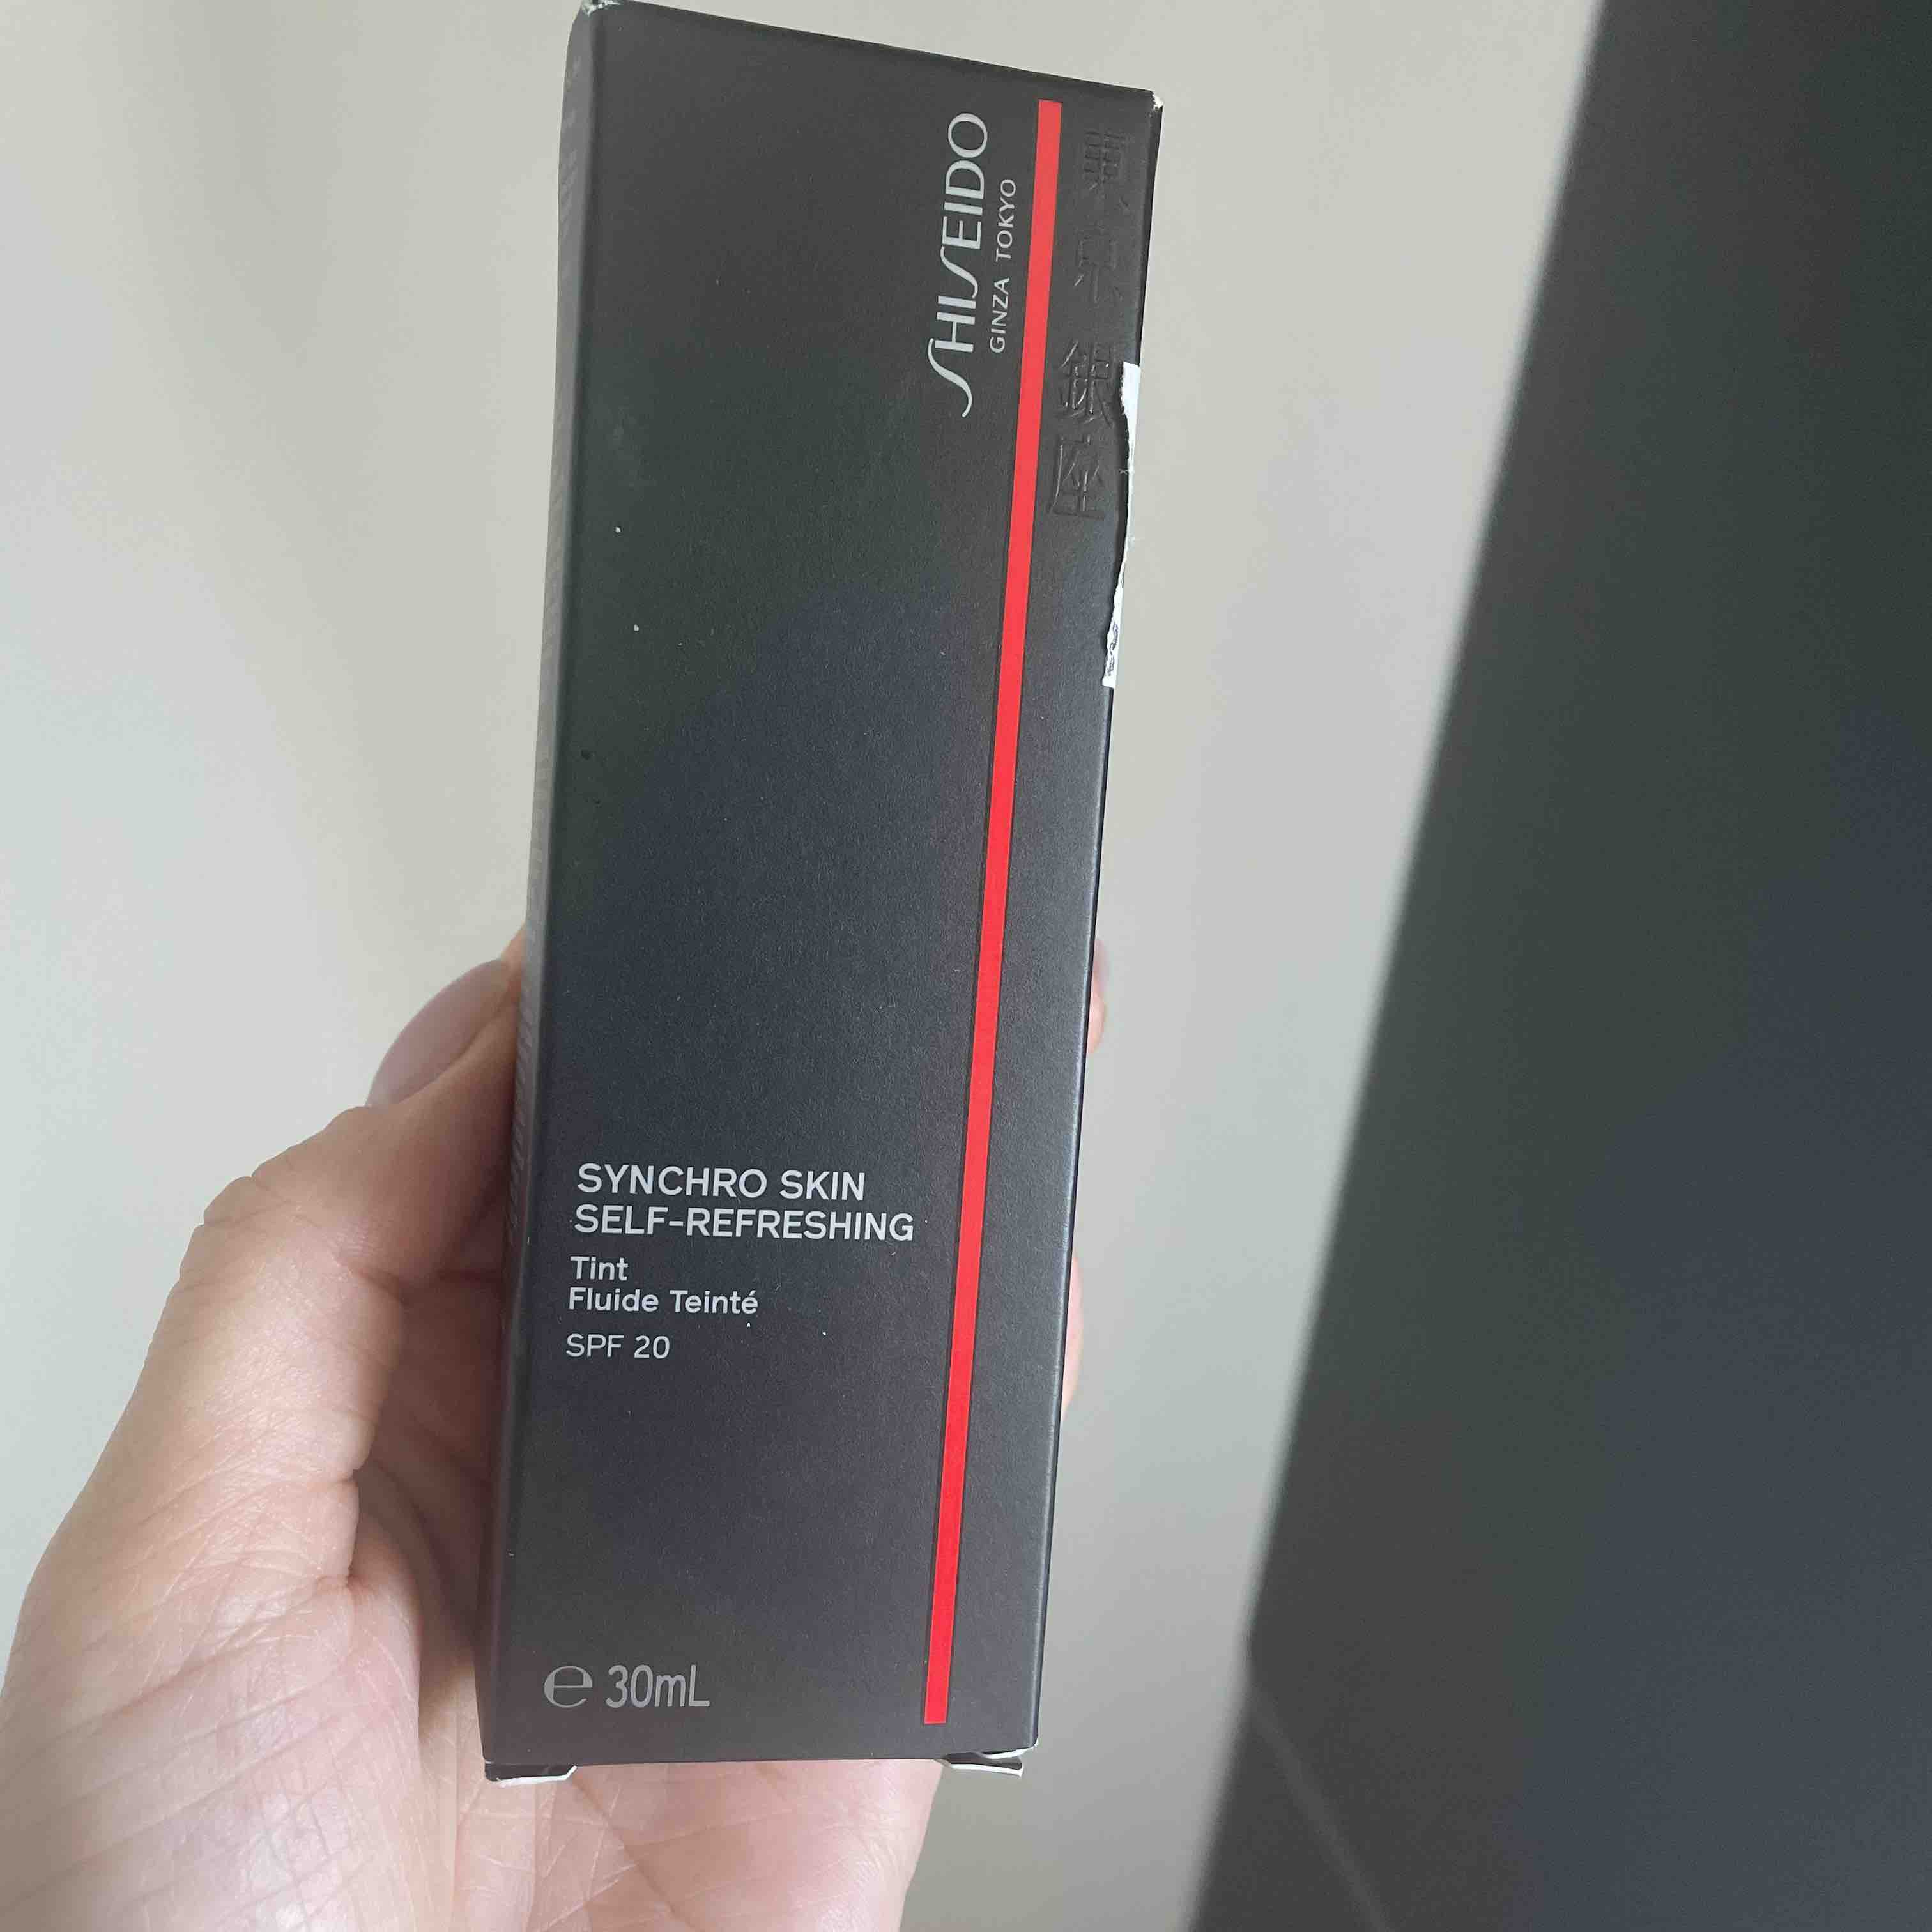 SHISEIDO
GINZA TOKYO
東京銀座
SYNCHRO SKIN
SELF-REFRESHING
Tint
Fluide Teinté
SPF 20
e 30mL